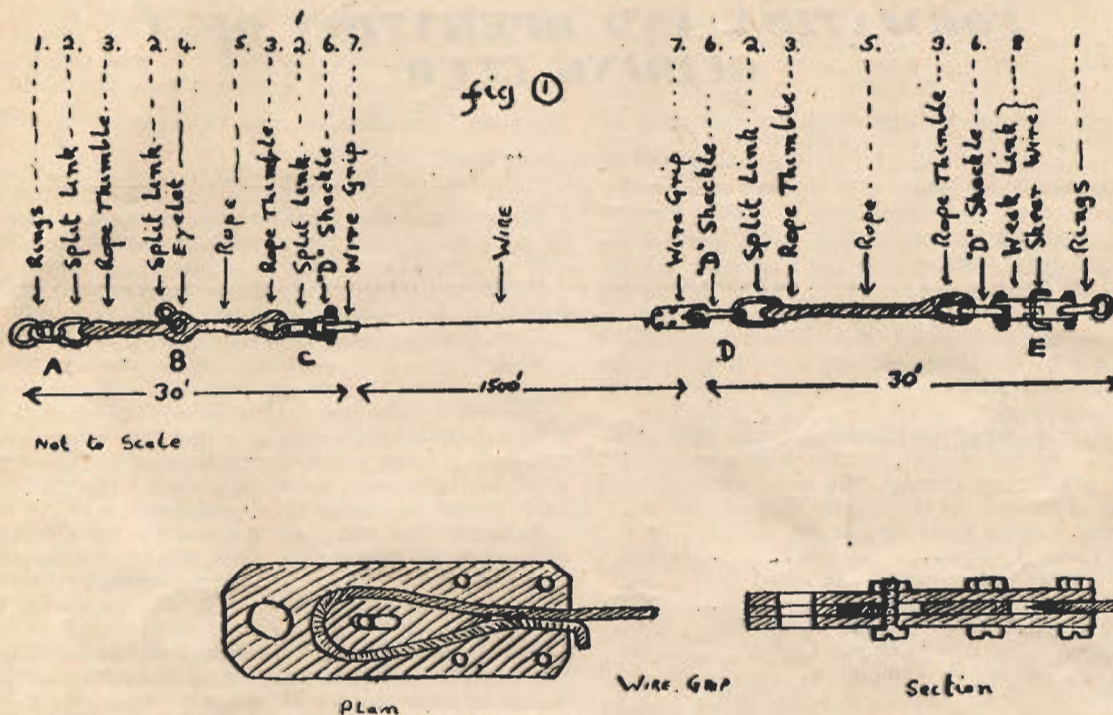 1. 2. 3. 2. 4. 5. 3. 2. 6. 7. 7. 6. 2. 3. 5. 3. 6. 8 1
fig ①
Rings
Split Link
Rope Thimble
Split Link
Eyelet
Rope
Rope Thimble
Split Link
"D" Shackle
Wire Grip
WIRE
Wire Grip
"D" Shackle
Split Link
Rope Thimble
Rope
Rope Thimble
"D" Shackle
Weak Link }
Shear Wire }
Rings
A B C D E
30' 1500' 30'
Not to Scale
WIRE GRIP
Plan
Section